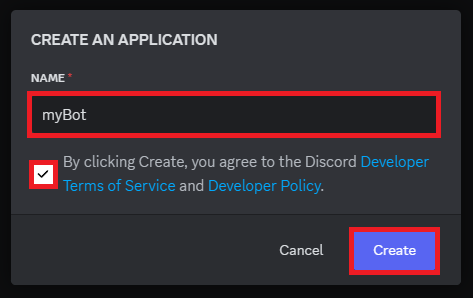 CREATE AN APPLICATION
NAME *
myBot
By clicking Create, you agree to the Discord Developer
Terms of Service and Developer Policy.
Cancel Create